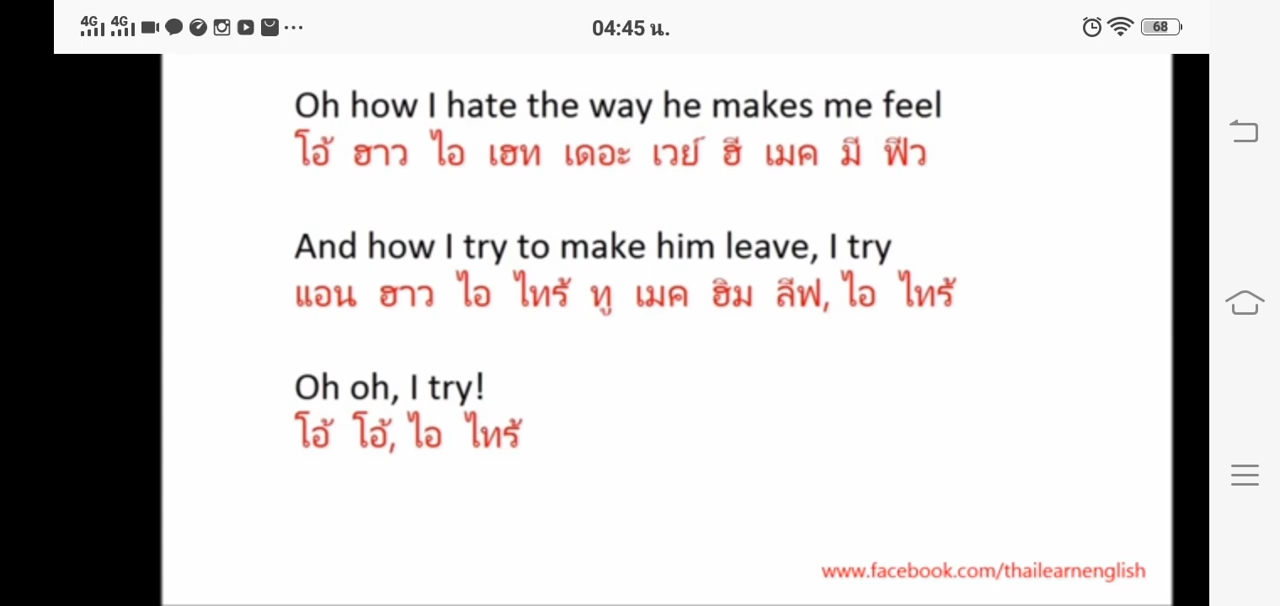 4G 4G ... 04:45 น. 68
Oh how I hate the way he makes me feel
โอ้ ฮาว ไอ เฮท เดอะ เวย์ ฮี เมค มี ฟีว
And how I try to make him leave, I try
แอน ฮาว ไอ ไทร้ ทู เมค ฮิม ลีฟ, ไอ ไทร้
Oh oh, I try!
โอ้ โอ้, ไอ ไทร้
www.facebook.com/thailearnenglish